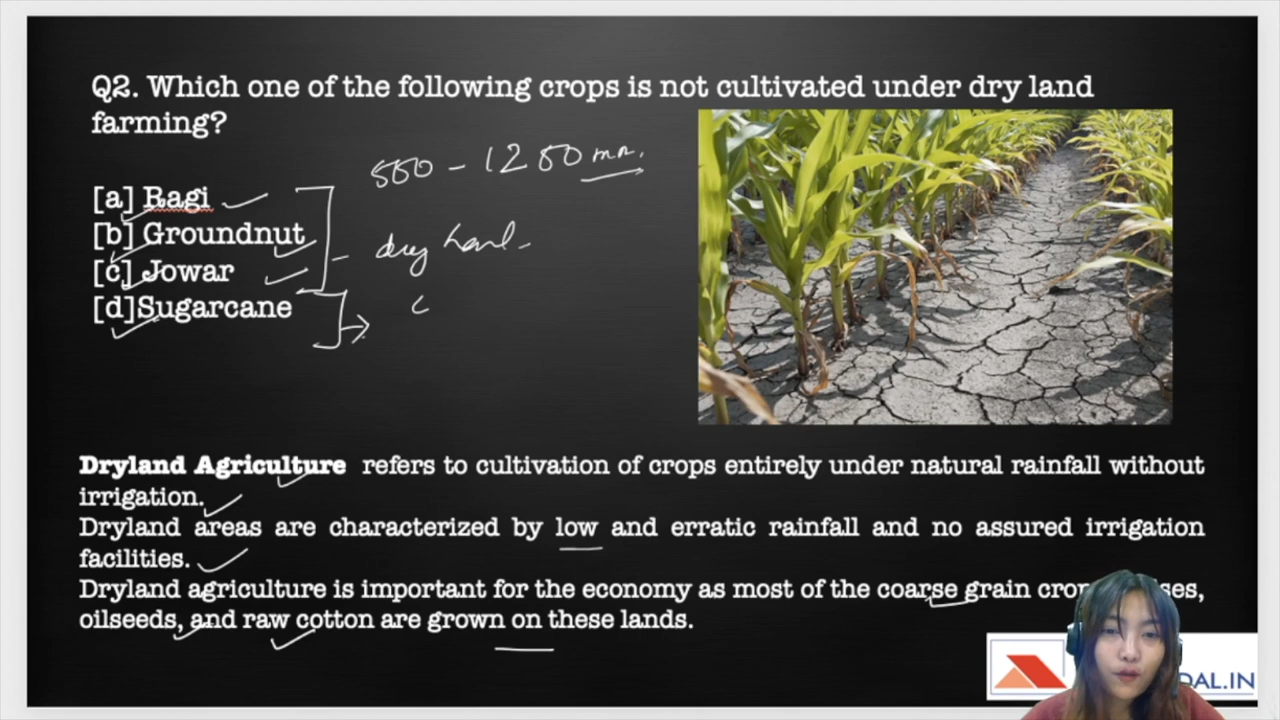 Q2. Which one of the following crops is not cultivated under dry land
farming?
500 - 1250 mm.
[a] Ragi
[b] Groundnut
[c] Jowar
[d]Sugarcane
dry land
Dryland Agriculture refers to cultivation of crops entirely under natural rainfall without
irrigation.
Dryland areas are characterized by low and erratic rainfall and no assured irrigation
facilities.
Dryland agriculture is important for the economy as most of the coarse grain
oilseeds, and raw cotton are grown on these lands.
DAL.IN